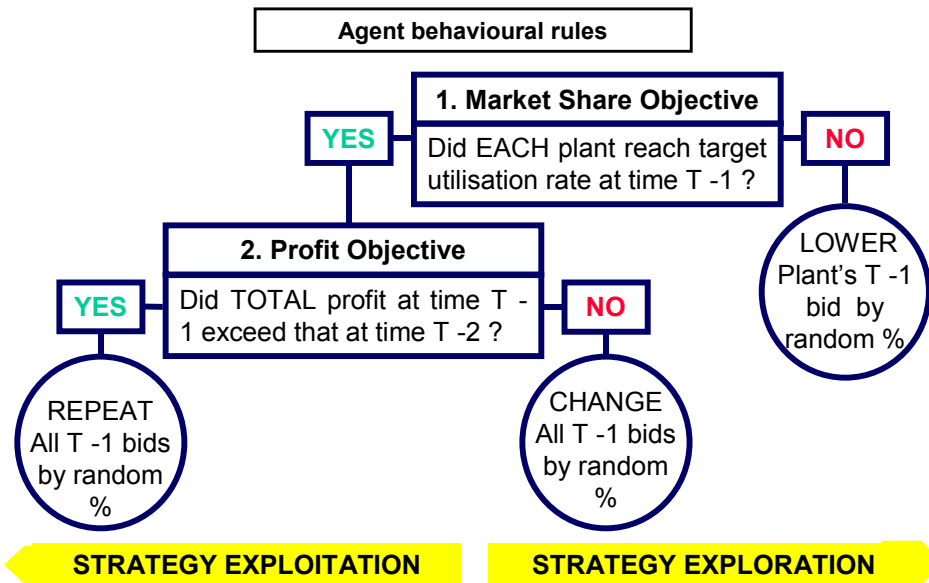 Agent behavioural rules
1. Market Share Objective
YES
Did EACH plant reach target
utilisation rate at time T -1 ?
NO
LOWER
Plant's T -1
bid by
random %
2. Profit Objective
YES
Did TOTAL profit at time T -
1 exceed that at time T -2 ?
NO
REPEAT
All T -1 bids
by random
%
CHANGE
All T -1 bids
by random
%
STRATEGY EXPLOITATION
STRATEGY EXPLORATION